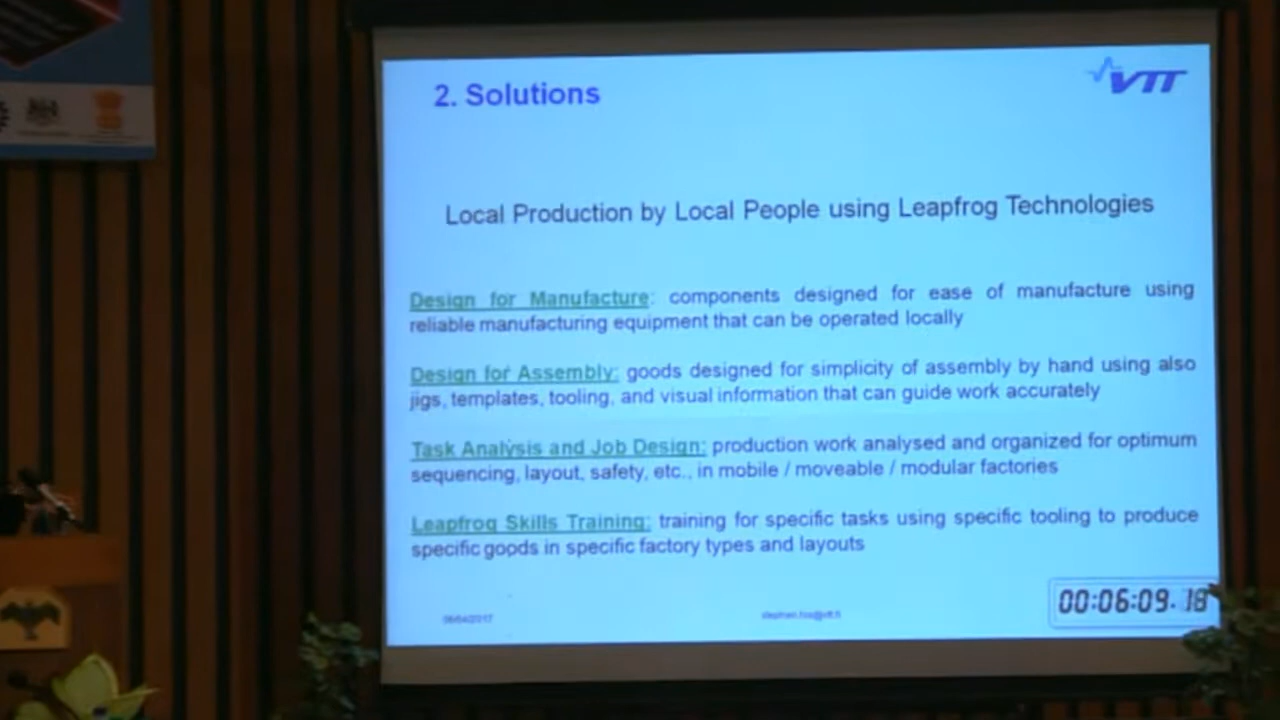 2. Solutions
VTT
Local Production by Local People using Leapfrog Technologies
Design for Manufacture: components designed for ease of manufacture using
reliable manufacturing equipment that can be operated locally
Design for Assembly: goods designed for simplicity of assembly by hand using also
jigs, templates, tooling, and visual information that can guide work accurately
Task Analysis and Job Design: production work analysed and organized for optimum
sequencing, layout, safety, etc., in mobile / moveable / modular factories
Leapfrog Skills Training: training for specific tasks using specific tooling to produce
specific goods in specific factory types and layouts
00:06:09.18